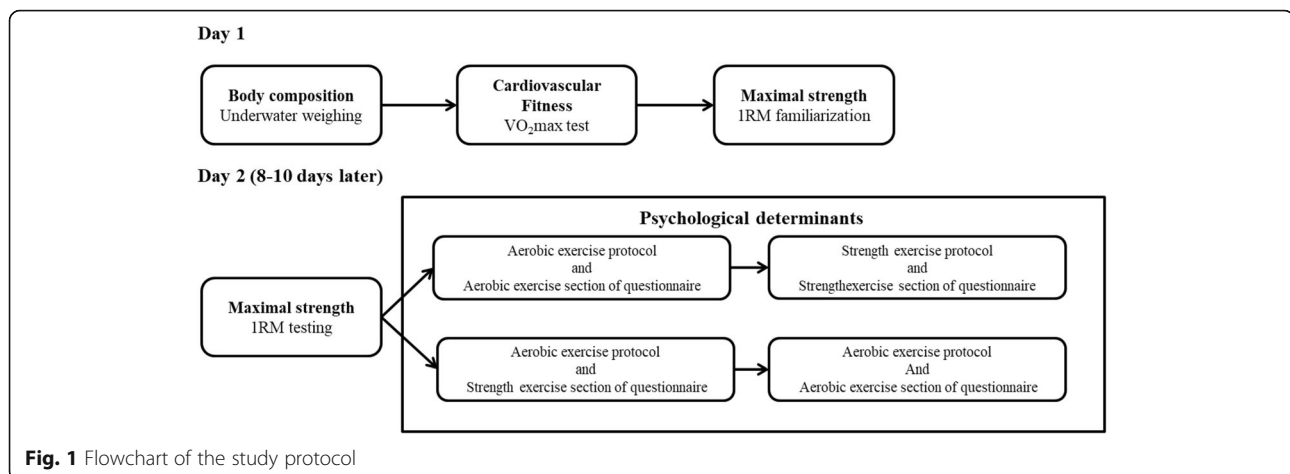 Day 1
Body composition
Underwater weighing
Cardiovascular
Fitness
VO₂max test
Maximal strength
1RM familiarization
Day 2 (8-10 days later)
Psychological determinants
Maximal strength
1RM testing
Aerobic exercise protocol
and
Aerobic exercise section of questionnaire
Strength exercise protocol
and
Strengthexercise section of questionnaire
Aerobic exercise protocol
and
Strength exercise section of questionnaire
Aerobic exercise protocol
And
Aerobic exercise section of questionnaire
Fig. 1 Flowchart of the study protocol